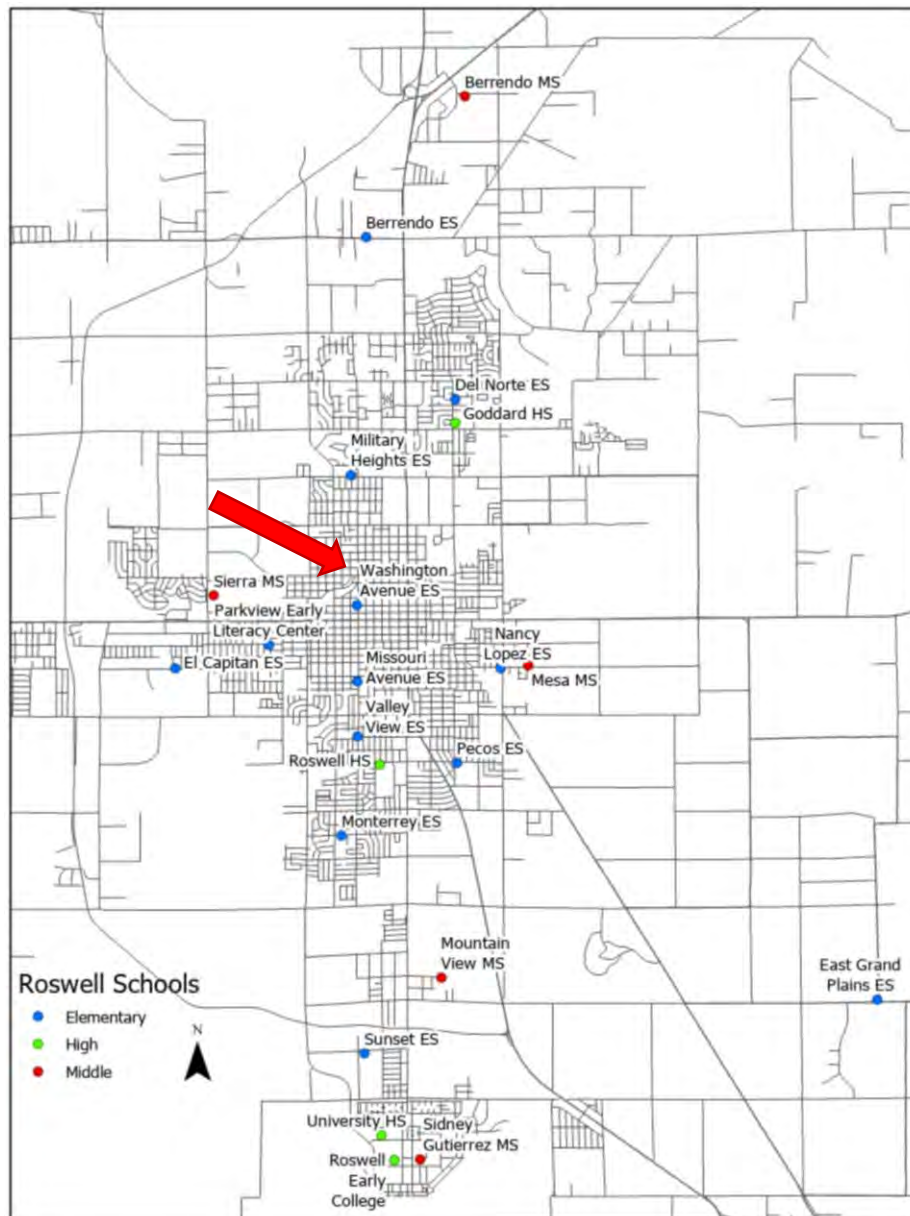 Berrendo MS
Berrendo ES
Del Norte ES
Goddard HS
Military
Heights ES
Washington
Avenue ES
Sierra MS
Parkview Early
Literacy Center
El Capitan ES
Nancy
Lopez ES
Mesa MS
Missouri
Avenue ES
Valley
View ES
Roswell HS
Pecos ES
Monterrey ES
Mountain
View MS
East Grand
Plains ES
Roswell Schools
Elementary
High
Middle
N
Sunset ES
University HS
Sidney
Gutierrez MS
Roswell
Early
College